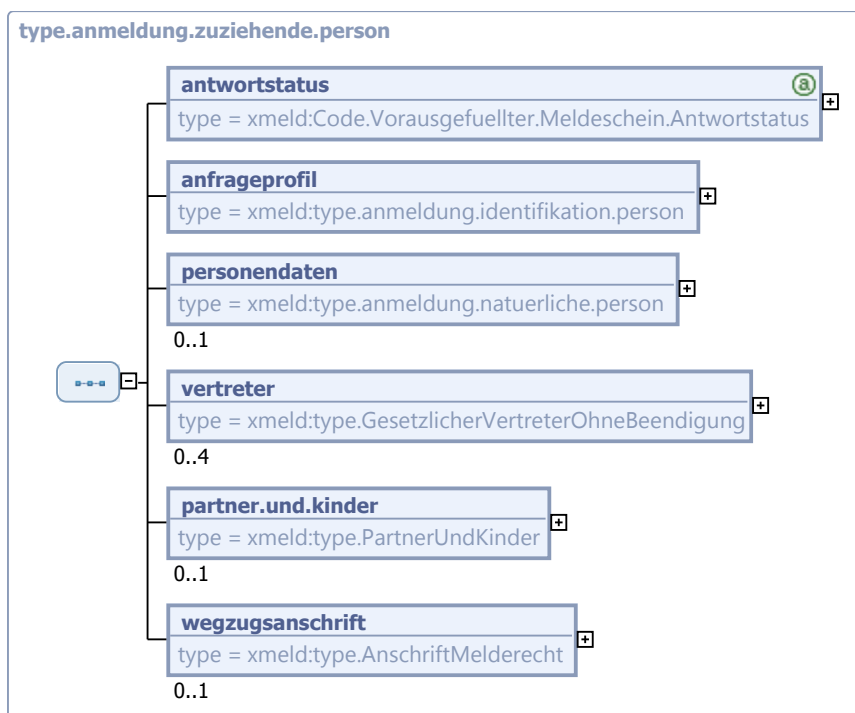 type.anmeldung.zuziehende.person
antwortstatus
a
type = xmeld:Code.Vorausgefuellter.Meldeschein.Antwortstatus
anfrageprofil
type = xmeld:type.anmeldung.identifikation.person
personendaten
type = xmeld:type.anmeldung.natuerliche.person
0..1
vertreter
type = xmeld:type.GesetzlicherVertreterOhneBeendigung
0..4
partner.und.kinder
type = xmeld:type.PartnerUndKinder
0..1
wegzugsanschrift
type = xmeld:type.AnschriftMelderecht
0..1